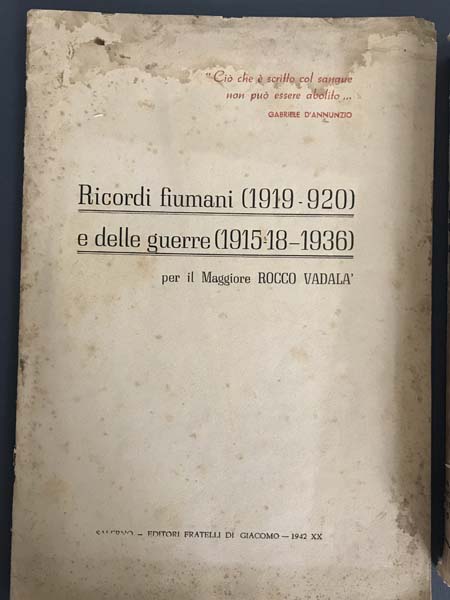 "Ciò che è scritto col sangue
non può essere abolito...
GABRIELE D'ANNUNZIO
Ricordi fiumani (1919-920)
e delle guerre (1915-18–1936)
per il Maggiore ROCCO VADALA'
SALERNO – EDITORI FRATELLI DI GIACOMO – 1942 XX